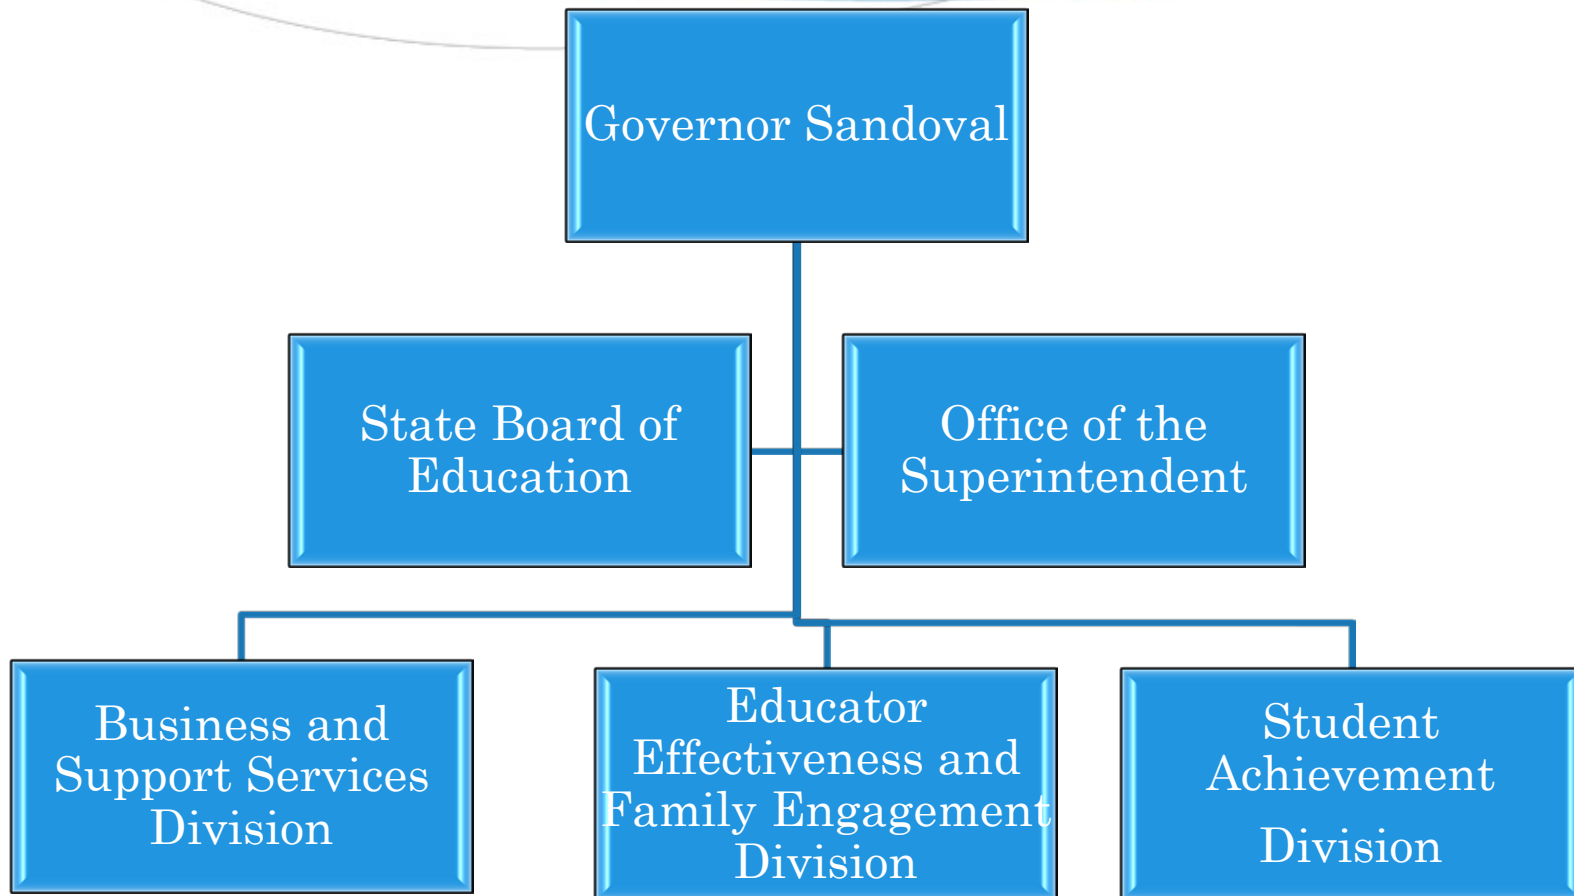 Governor Sandoval
State Board of
Education
Office of the
Superintendent
Business and
Support Services
Division
Educator
Effectiveness and
Family Engagement
Division
Student
Achievement
Division